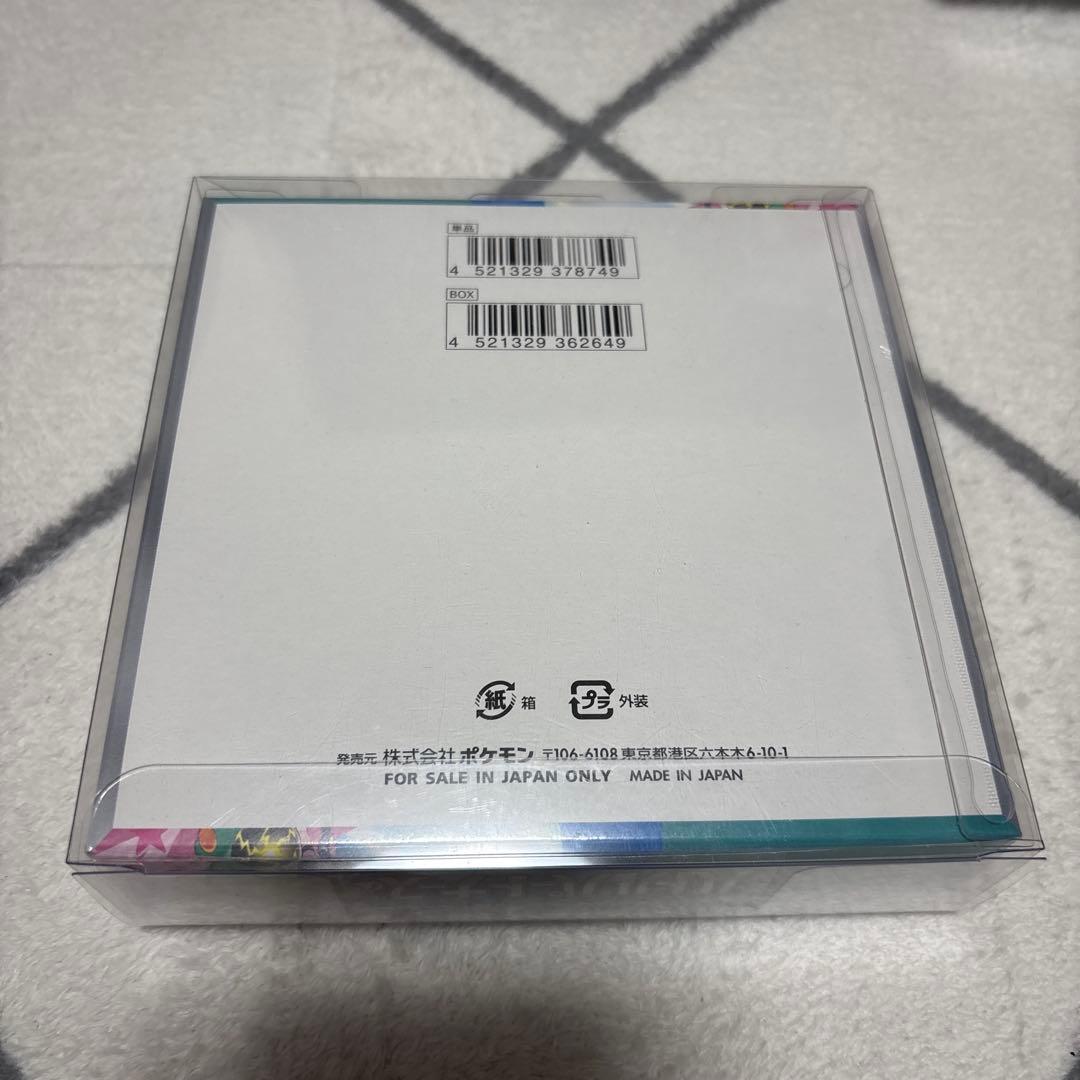 単品
4 521329 378749
BOX
4 521329 362649
紙 箱 プラ 外装
発売元 株式会社 ポケモン 〒106-6108 東京都港区六本木6-10-1
FOR SALE IN JAPAN ONLY MADE IN JAPAN